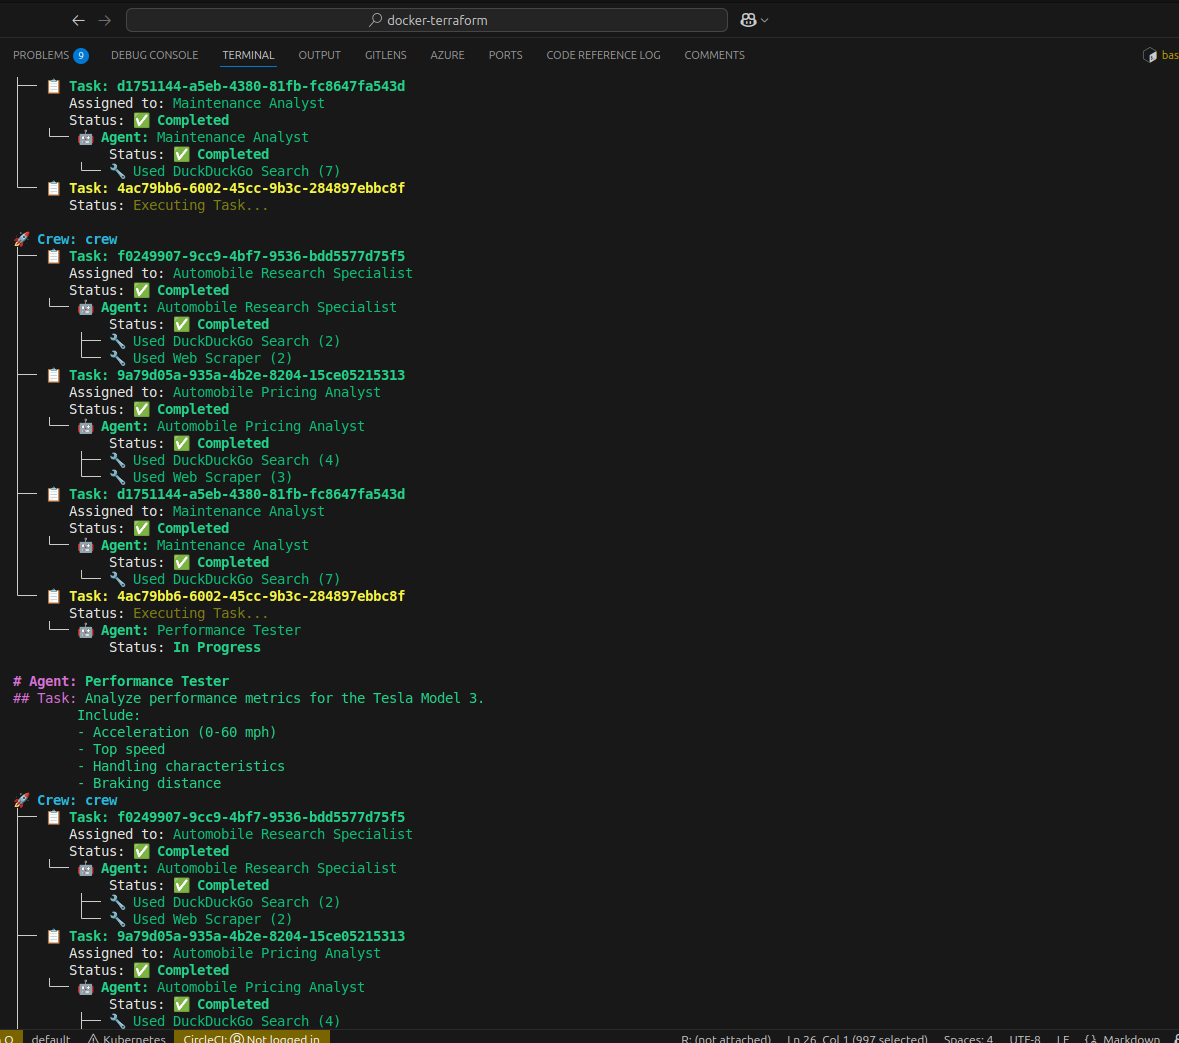 docker-terraform
PROBLEMS 9 DEBUG CONSOLE TERMINAL OUTPUT GITLENS AZURE PORTS CODE REFERENCE LOG COMMENTS bas
Task: d1751144-a5eb-4380-81fb-fc8647fa543d
Assigned to: Maintenance Analyst
Status: ✅ Completed
Agent: Maintenance Analyst
Status: ✅ Completed
Used DuckDuckGo Search (7)
Task: 4ac79bb6-6002-45cc-9b3c-284897ebbc8f
Status: Executing Task...
Crew: crew
Task: f0249907-9cc9-4bf7-9536-bdd5577d75f5
Assigned to: Automobile Research Specialist
Status: ✅ Completed
Agent: Automobile Research Specialist
Status: ✅ Completed
Used DuckDuckGo Search (2)
Used Web Scraper (2)
Task: 9a79d05a-935a-4b2e-8204-15ce05215313
Assigned to: Automobile Pricing Analyst
Status: ✅ Completed
Agent: Automobile Pricing Analyst
Status: ✅ Completed
Used DuckDuckGo Search (4)
Used Web Scraper (3)
Task: d1751144-a5eb-4380-81fb-fc8647fa543d
Assigned to: Maintenance Analyst
Status: ✅ Completed
Agent: Maintenance Analyst
Status: ✅ Completed
Used DuckDuckGo Search (7)
Task: 4ac79bb6-6002-45cc-9b3c-284897ebbc8f
Status: Executing Task...
Agent: Performance Tester
Status: In Progress
# Agent: Performance Tester
## Task: Analyze performance metrics for the Tesla Model 3.
Include:
- Acceleration (0-60 mph)
- Top speed
- Handling characteristics
- Braking distance
Crew: crew
Task: f0249907-9cc9-4bf7-9536-bdd5577d75f5
Assigned to: Automobile Research Specialist
Status: ✅ Completed
Agent: Automobile Research Specialist
Status: ✅ Completed
Used DuckDuckGo Search (2)
Used Web Scraper (2)
Task: 9a79d05a-935a-4b2e-8204-15ce05215313
Assigned to: Automobile Pricing Analyst
Status: ✅ Completed
Agent: Automobile Pricing Analyst
Status: ✅ Completed
Used DuckDuckGo Search (4)
default Kubernetes CircleCI: Not logged in R: (not attached) Ln 26, Col 1 (997 selected) Spaces: 4 UTF-8 LF {} Markdown